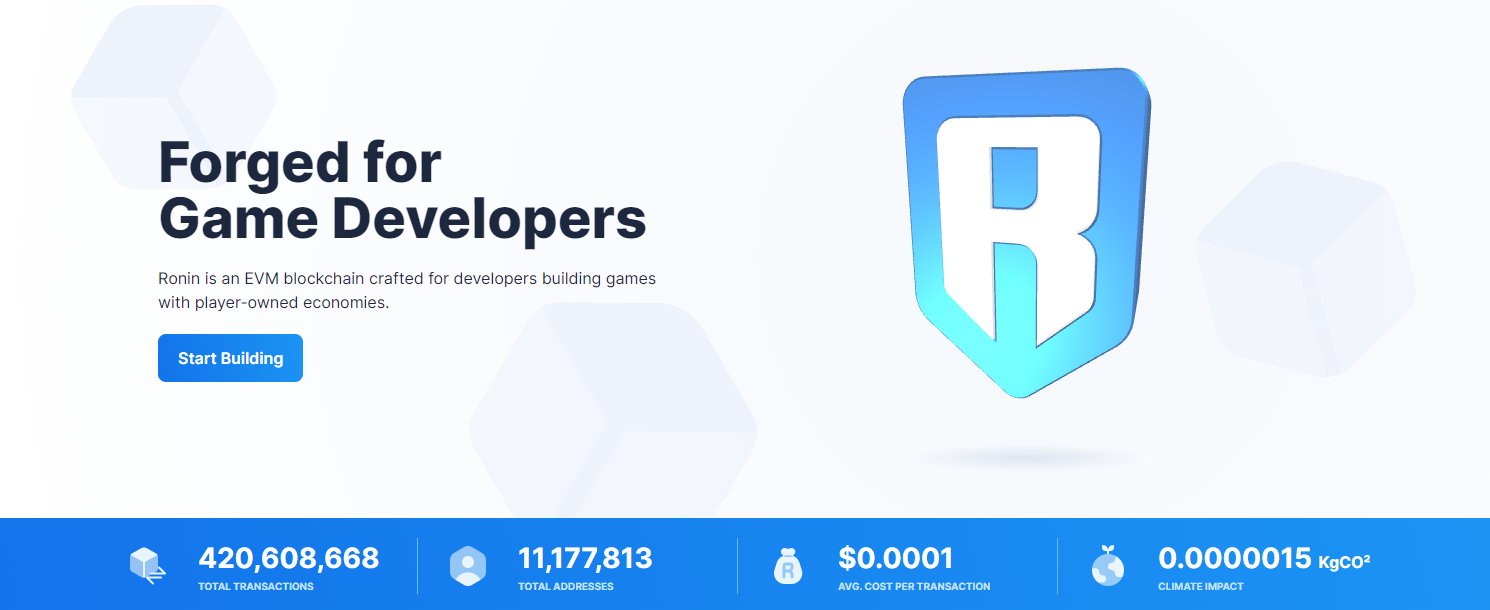 Forged for
Game Developers
Ronin is an EVM blockchain crafted for developers building games
with player-owned economies.
Start Building
R
420,608,668
TOTAL TRANSACTIONS
11,177,813
TOTAL ADDRESSES
R
$0.0001
AVG. COST PER TRANSACTION
0.0000015 KgCO²
CLIMATE IMPACT